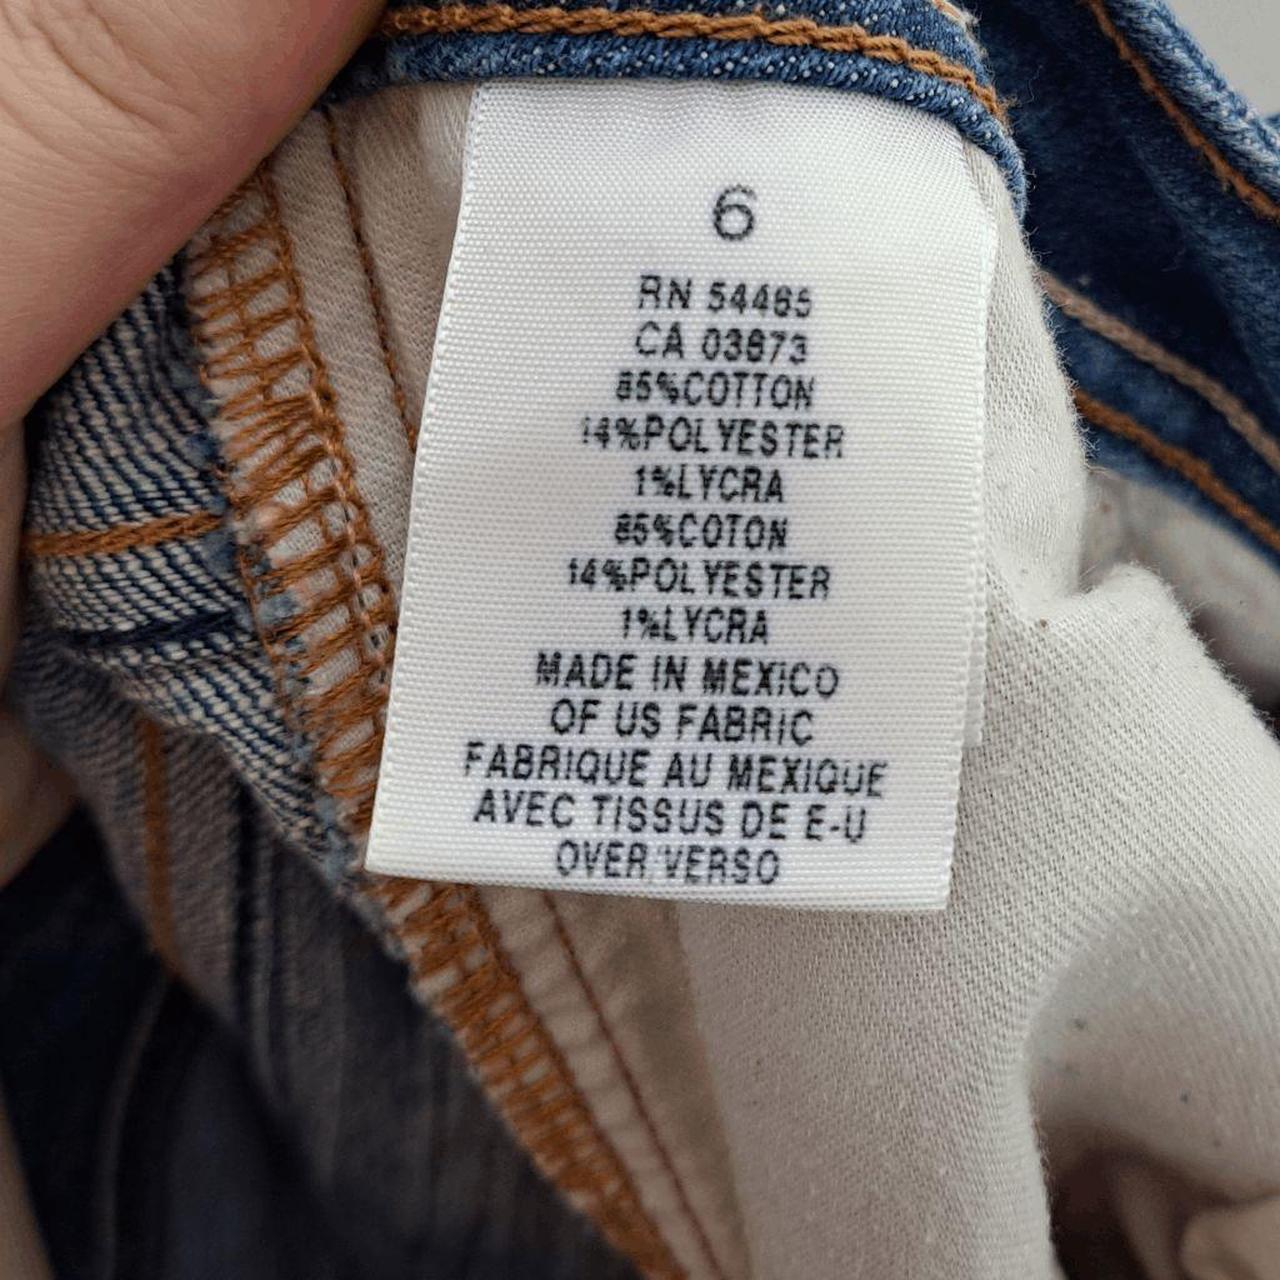 6
RN 54465
CA 03673
85%COTTON
14%POLYESTER
1%LYCRA
85%COTON
14%POLYESTER
1%LYCRA
MADE IN MEXICO
OF US FABRIC
FABRIQUE AU MEXIQUE
AVEC TISSUS DE E-U
OVER/VERSO